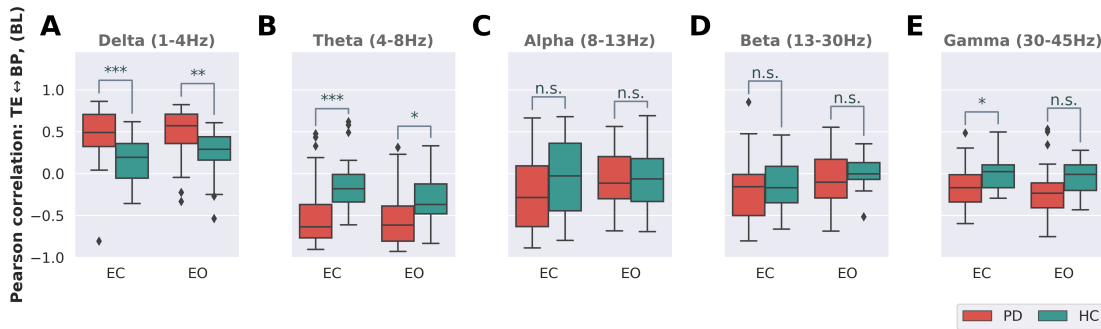 A
B
C
D
E
Delta (1-4Hz)
Theta (4-8Hz)
Alpha (8-13Hz)
Beta (13-30Hz)
Gamma (30-45Hz)
Pearson correlation: TE↔BP, (BL)
1.0
0.5
0.0
−0.5
−1.0
***
**
***
*
n.s.
n.s.
n.s.
n.s.
*
n.s.
EC
EO
EC
EO
EC
EO
EC
EO
EC
EO
PD
HC